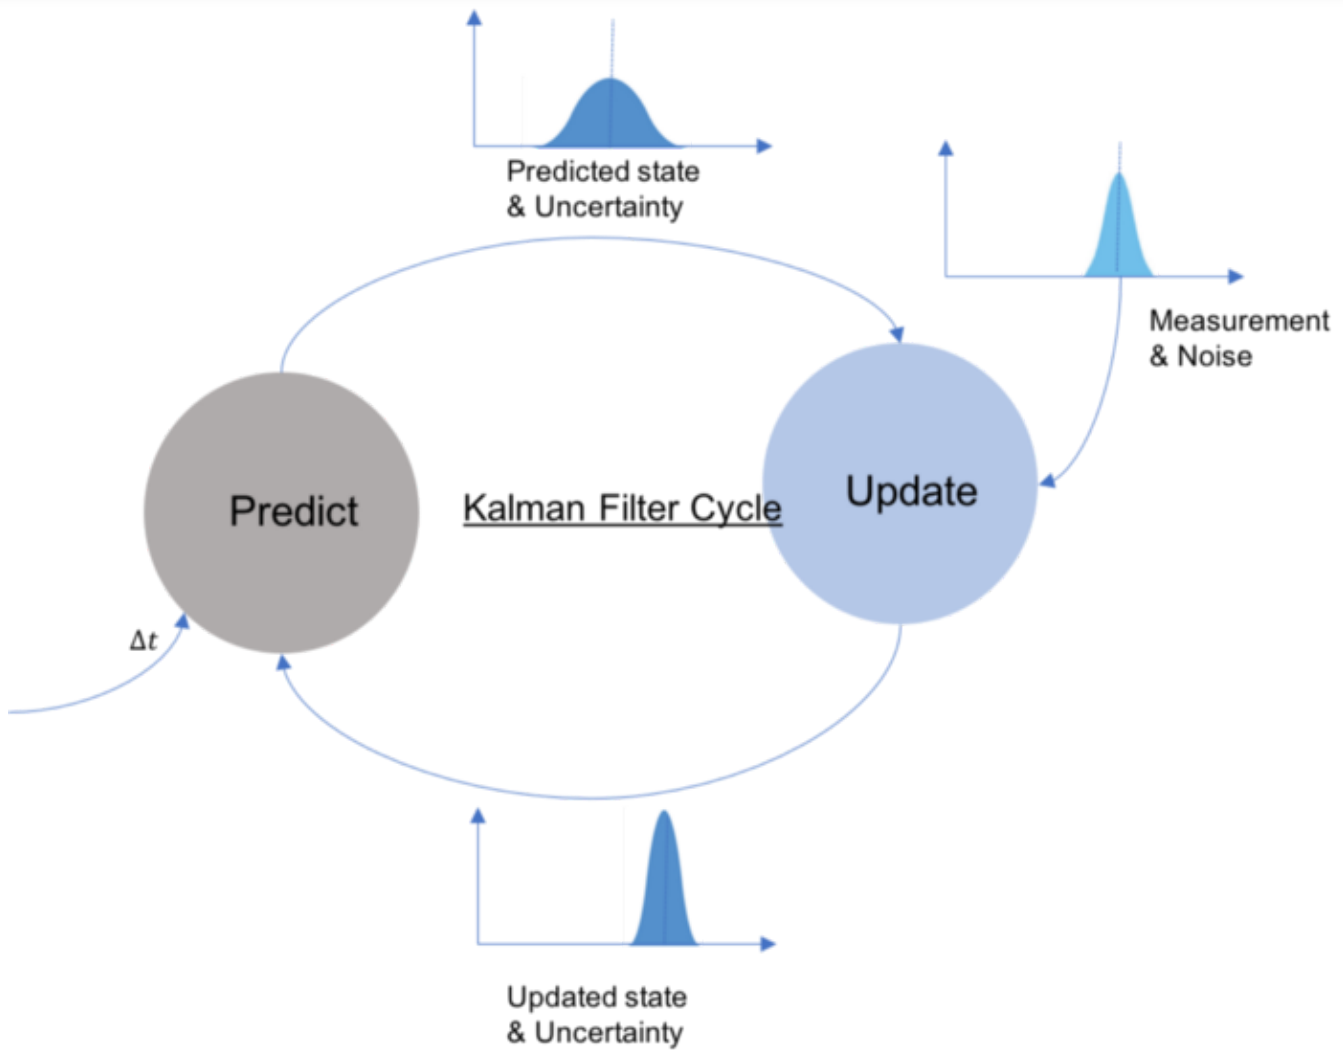 Predicted state
& Uncertainty
Measurement
& Noise
Predict
Kalman Filter Cycle
Update
Δt
Updated state
& Uncertainty